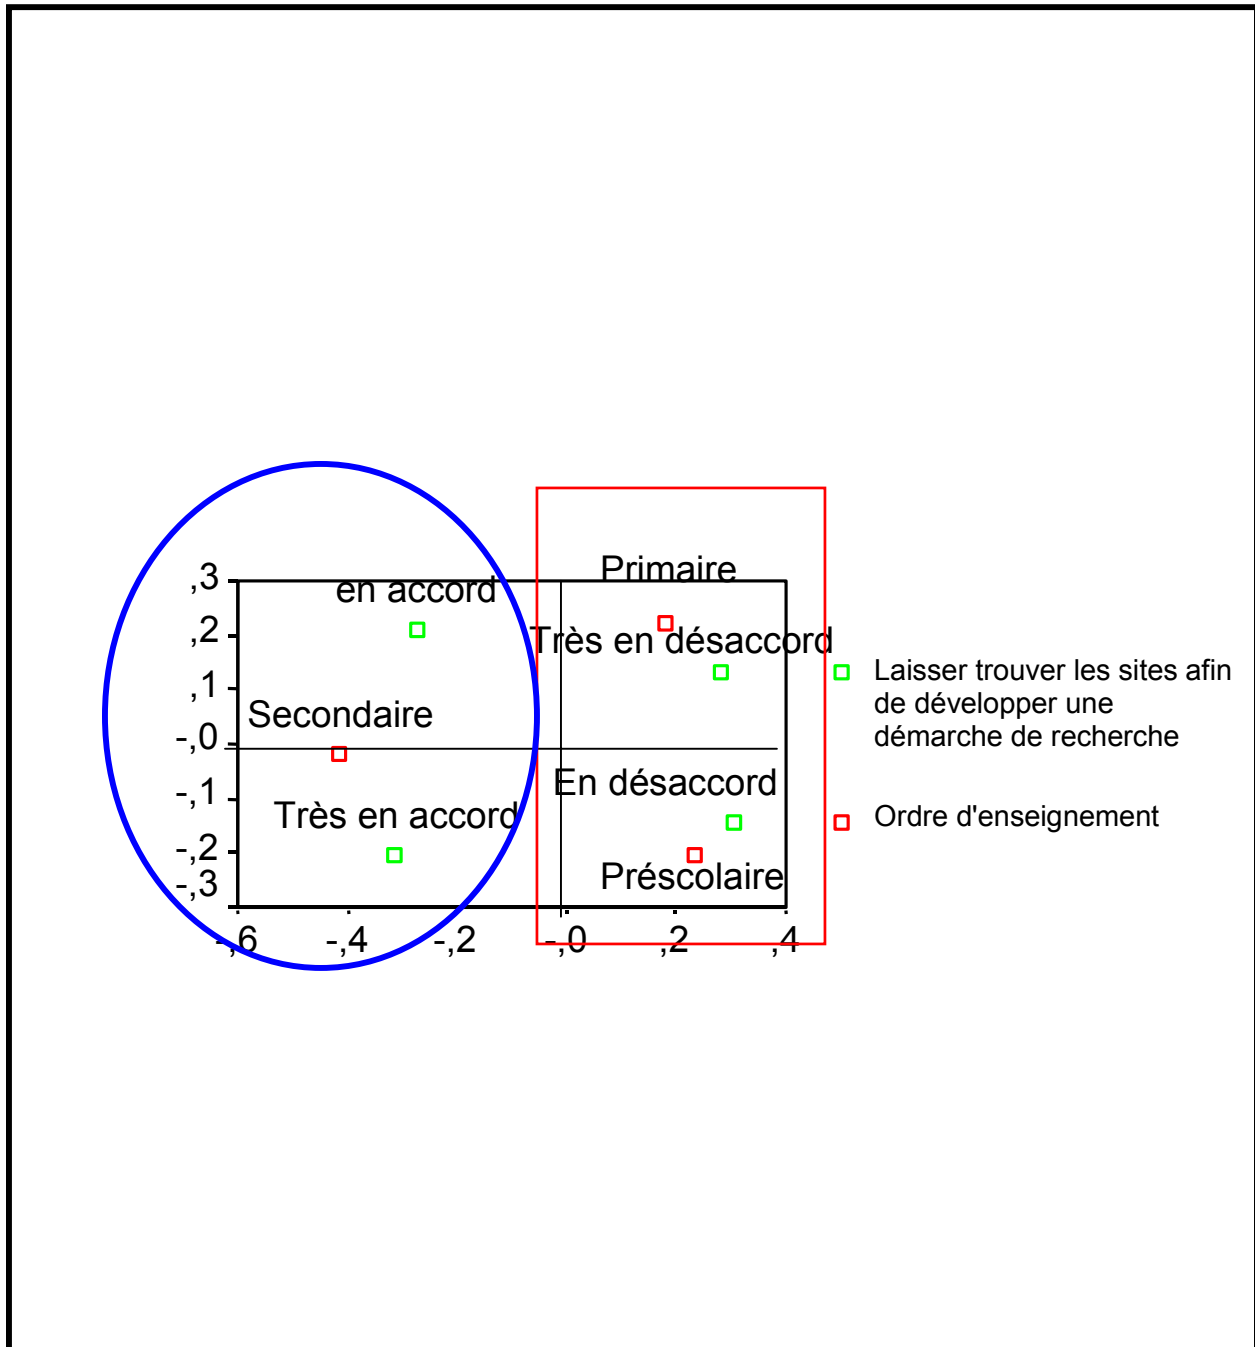 Primaire
,3
en accord
,2
Très en désaccord
Laisser trouver les sites afin
de développer une
démarche de recherche
,1
Secondaire
-,0
En désaccord
-,1
Très en accord
Ordre d'enseignement
-,2
Préscolaire
-,3
-,6
-,4
-,2
-,0
,2
,4